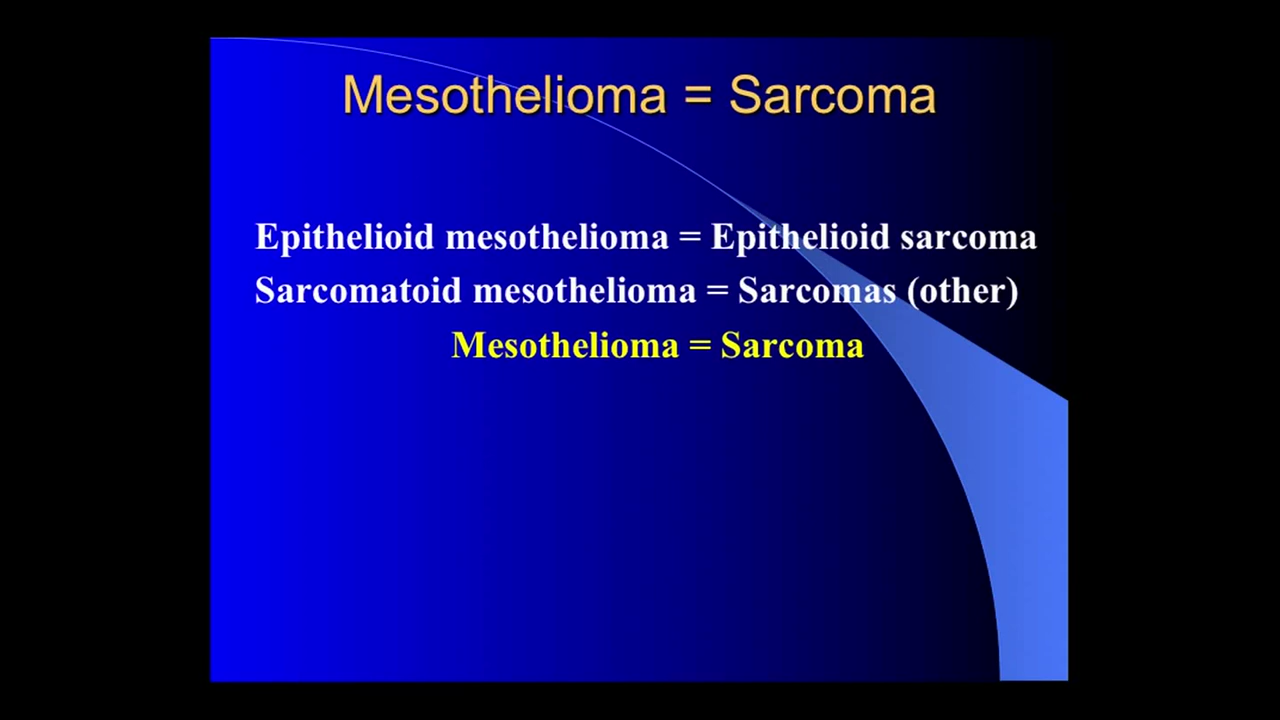 Mesothelioma = Sarcoma
Epithelioid mesothelioma = Epithelioid sarcoma
Sarcomatoid mesothelioma = Sarcomas (other)
Mesothelioma = Sarcoma